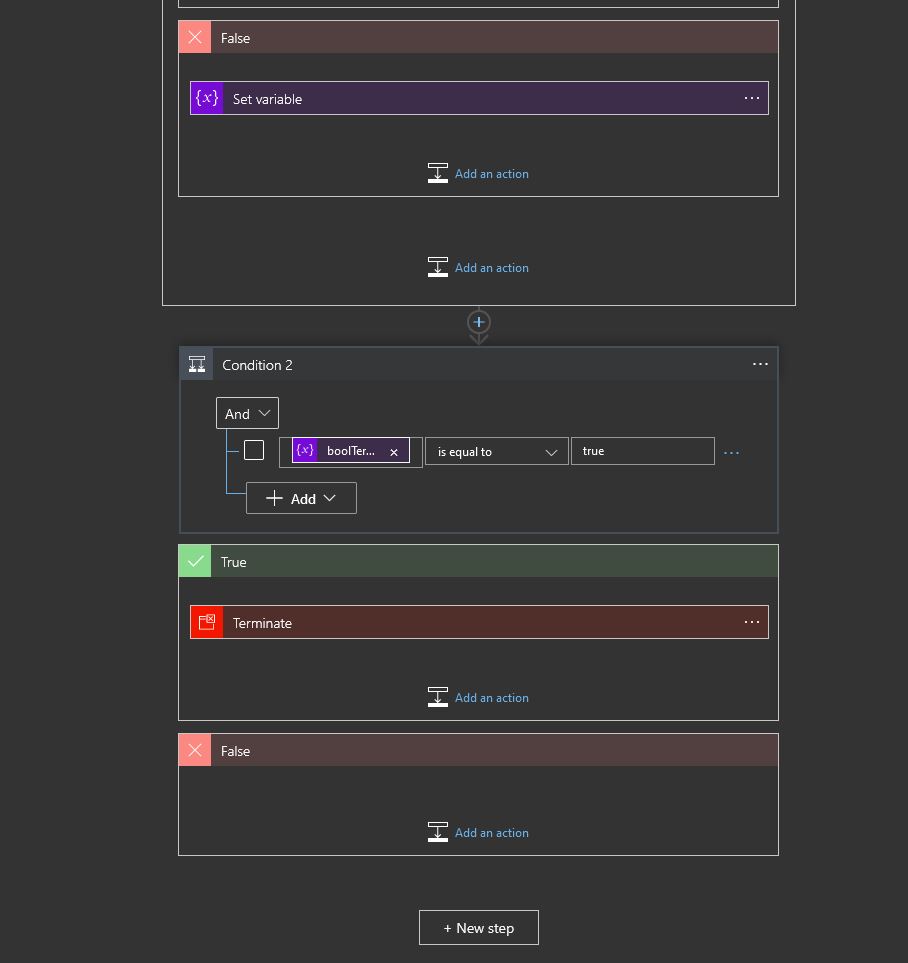 False
{x} Set variable ...
Add an action
Add an action
Condition 2 ...
And
{x} boolTer... × is equal to true ...
+ Add
True
Terminate ...
Add an action
False
Add an action
+ New step